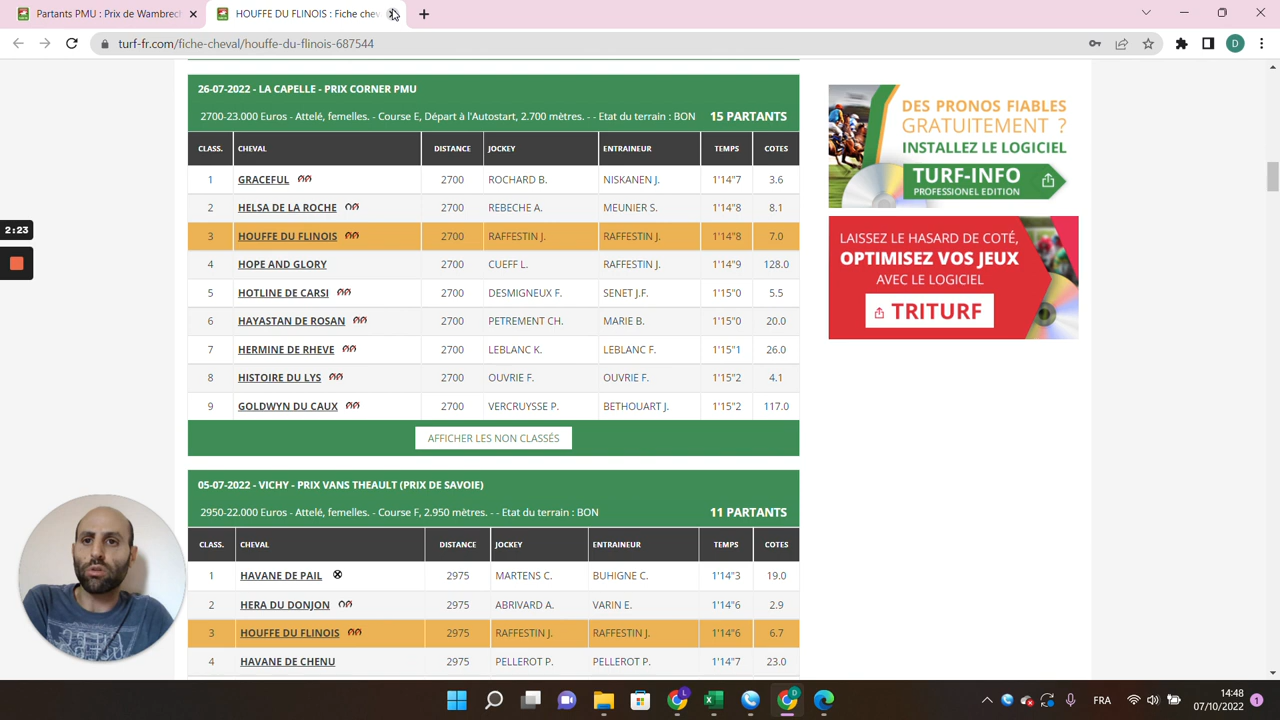 Partants PMU : Prix de Wambrech
HOUFFE DU FLINOIS : Fiche chev
turf-fr.com/fiche-cheval/houffe-du-flinois-687544
D
26-07-2022 - LA CAPELLE - PRIX CORNER PMU
2700-23.000 Euros - Attelé, femelles. - Course E, Départ à l'Autostart, 2.700 mètres. - - Etat du terrain : BON 15 PARTANTS
CLASS. CHEVAL DISTANCE JOCKEY ENTRAINEUR TEMPS COTES
1 GRACEFUL 2700 ROCHARD B. NISKANEN J. 1'14"7 3.6
2 HELSA DE LA ROCHE 2700 REBECHE A. MEUNIER S. 1'14"8 8.1
3 HOUFFE DU FLINOIS 2700 RAFFESTIN J. RAFFESTIN J. 1'14"8 7.0
4 HOPE AND GLORY 2700 CUEFF L. RAFFESTIN J. 1'14"9 128.0
5 HOTLINE DE CARSI 2700 DESMIGNEUX F. SENET J.F. 1'15"0 5.5
6 HAYASTAN DE ROSAN 2700 PETREMENT CH. MARIE B. 1'15"0 20.0
7 HERMINE DE RHEVE 2700 LEBLANC K. LEBLANC F. 1'15"1 26.0
8 HISTOIRE DU LYS 2700 OUVRIE F. OUVRIE F. 1'15"2 4.1
9 GOLDWYN DU CAUX 2700 VERCRUYSSE P. BETHOUART J. 1'15"2 117.0
AFFICHER LES NON CLASSÉS
05-07-2022 - VICHY - PRIX VANS THEAULT (PRIX DE SAVOIE)
2950-22.000 Euros - Attelé, femelles. - Course F, 2.950 mètres. - - Etat du terrain : BON 11 PARTANTS
CLASS. CHEVAL DISTANCE JOCKEY ENTRAINEUR TEMPS COTES
1 HAVANE DE PAIL 2975 MARTENS C. BUHIGNE C. 1'14"3 19.0
2 HERA DU DONJON 2975 ABRIVARD A. VARIN E. 1'14"6 2.9
3 HOUFFE DU FLINOIS 2975 RAFFESTIN J. RAFFESTIN J. 1'14"6 6.7
4 HAVANE DE CHENU 2975 PELLEROT P. PELLEROT P. 1'14"7 23.0
DES PRONOS FIABLES
GRATUITEMENT ?
INSTALLEZ LE LOGICIEL
TURF-INFO
PROFESSIONEL EDITION
LAISSEZ LE HASARD DE COTÉ,
OPTIMISEZ VOS JEUX
AVEC LE LOGICIEL
TRITURF
2:23
L
D
FRA
14:48
07/10/2022
1